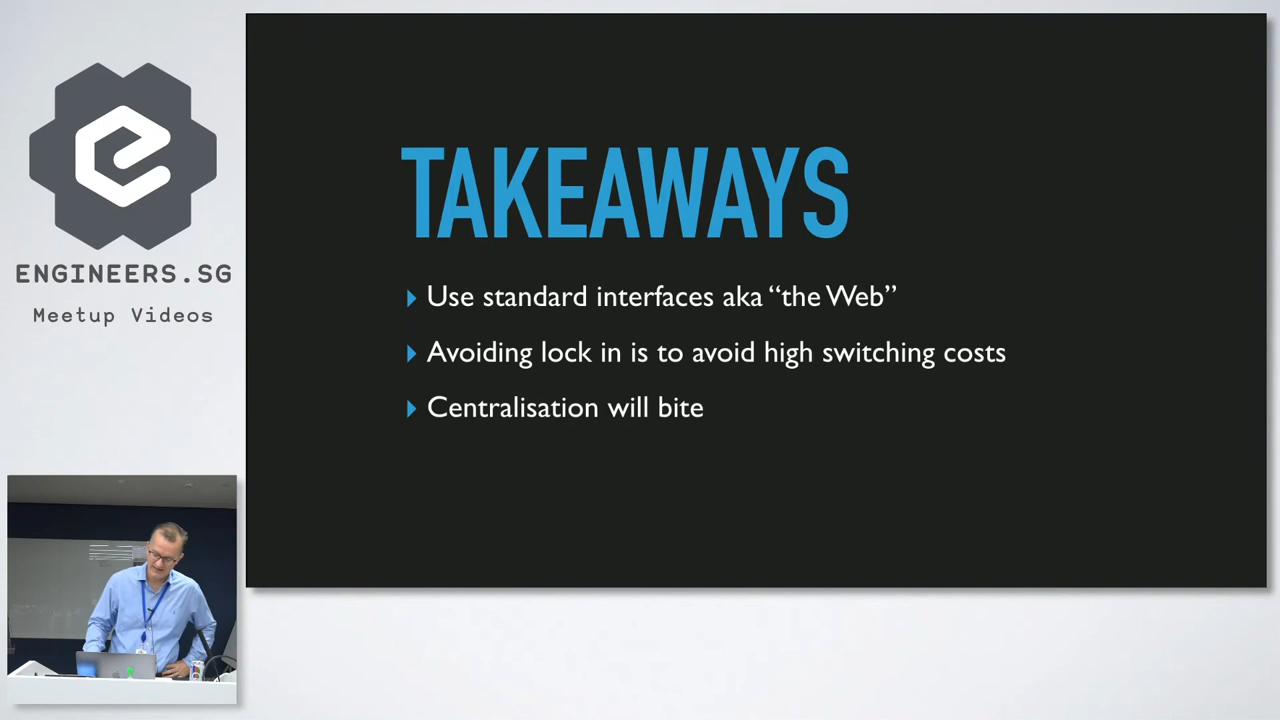 ENGINEERS.SG
Meetup Videos
TAKEAWAYS
Use standard interfaces aka “the Web”
Avoiding lock in is to avoid high switching costs
Centralisation will bite